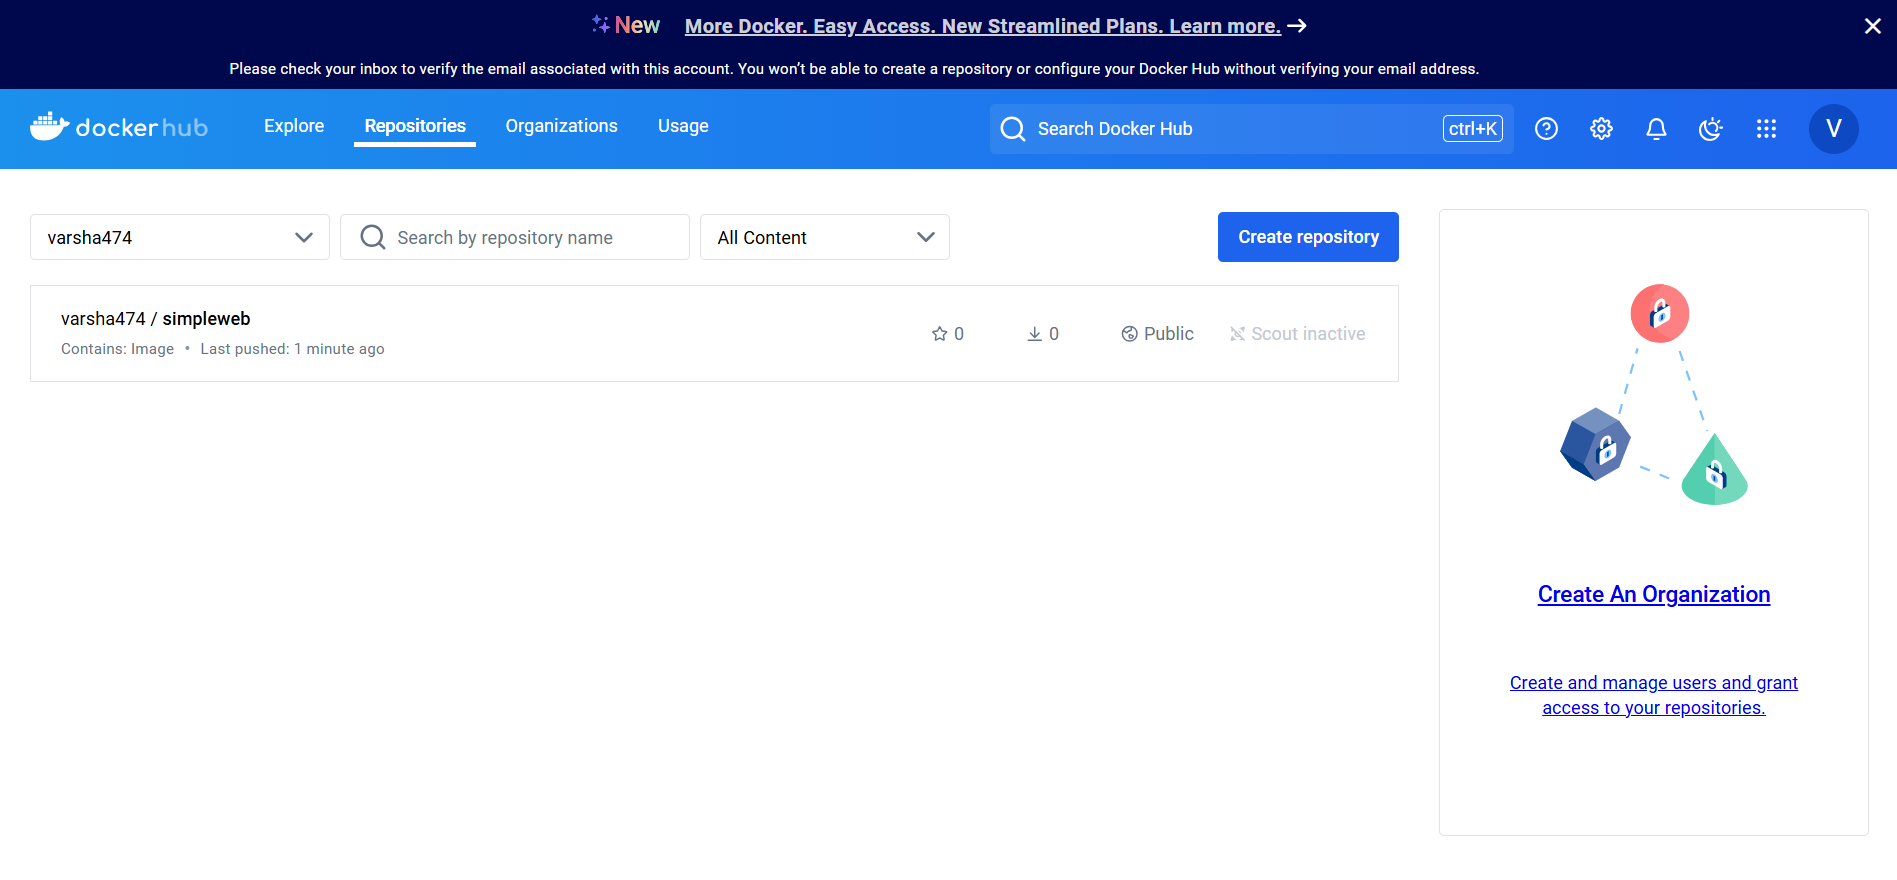 New More Docker. Easy Access. New Streamlined Plans. Learn more.
Please check your inbox to verify the email associated with this account. You won't be able to create a repository or configure your Docker Hub without verifying your email address.
dockerhub Explore Repositories Organizations Usage Search Docker Hub ctrl+K V
varsha474 Search by repository name All Content Create repository
varsha474 / simpleweb
Contains: Image • Last pushed: 1 minute ago
0 0 Public Scout inactive
Create An Organization
Create and manage users and grant
access to your repositories.